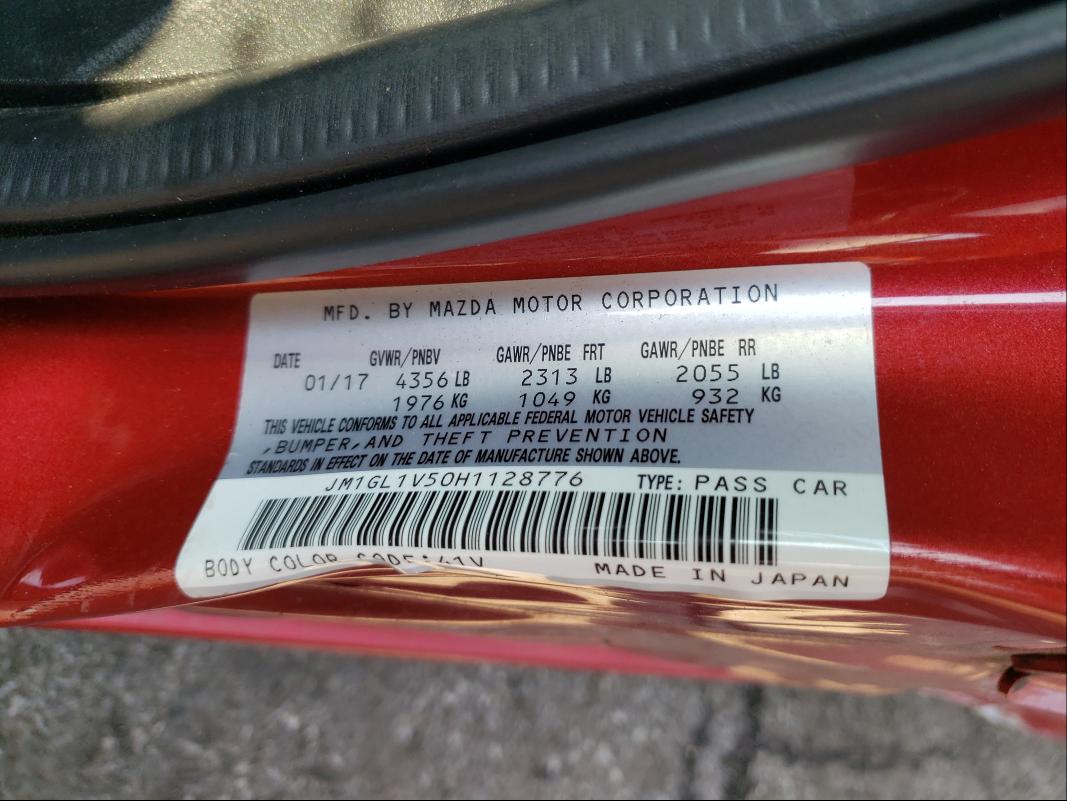 MFD. BY MAZDA MOTOR CORPORATION
DATE GVWR/PNBV GAWR/PNBE FRT GAWR/PNBE RR
01/17 4356 LB 2313 LB 2055 LB
1976 KG 1049 KG 932 KG
THIS VEHICLE CONFORMS TO ALL APPLICABLE FEDERAL MOTOR VEHICLE SAFETY
,BUMPER,AND THEFT PREVENTION
STANDARDS IN EFFECT ON THE DATE OF MANUFACTURE SHOWN ABOVE.
JM1GL1V50H1128776 TYPE: PASS CAR
BODY COLOR CODE:41V MADE IN JAPAN